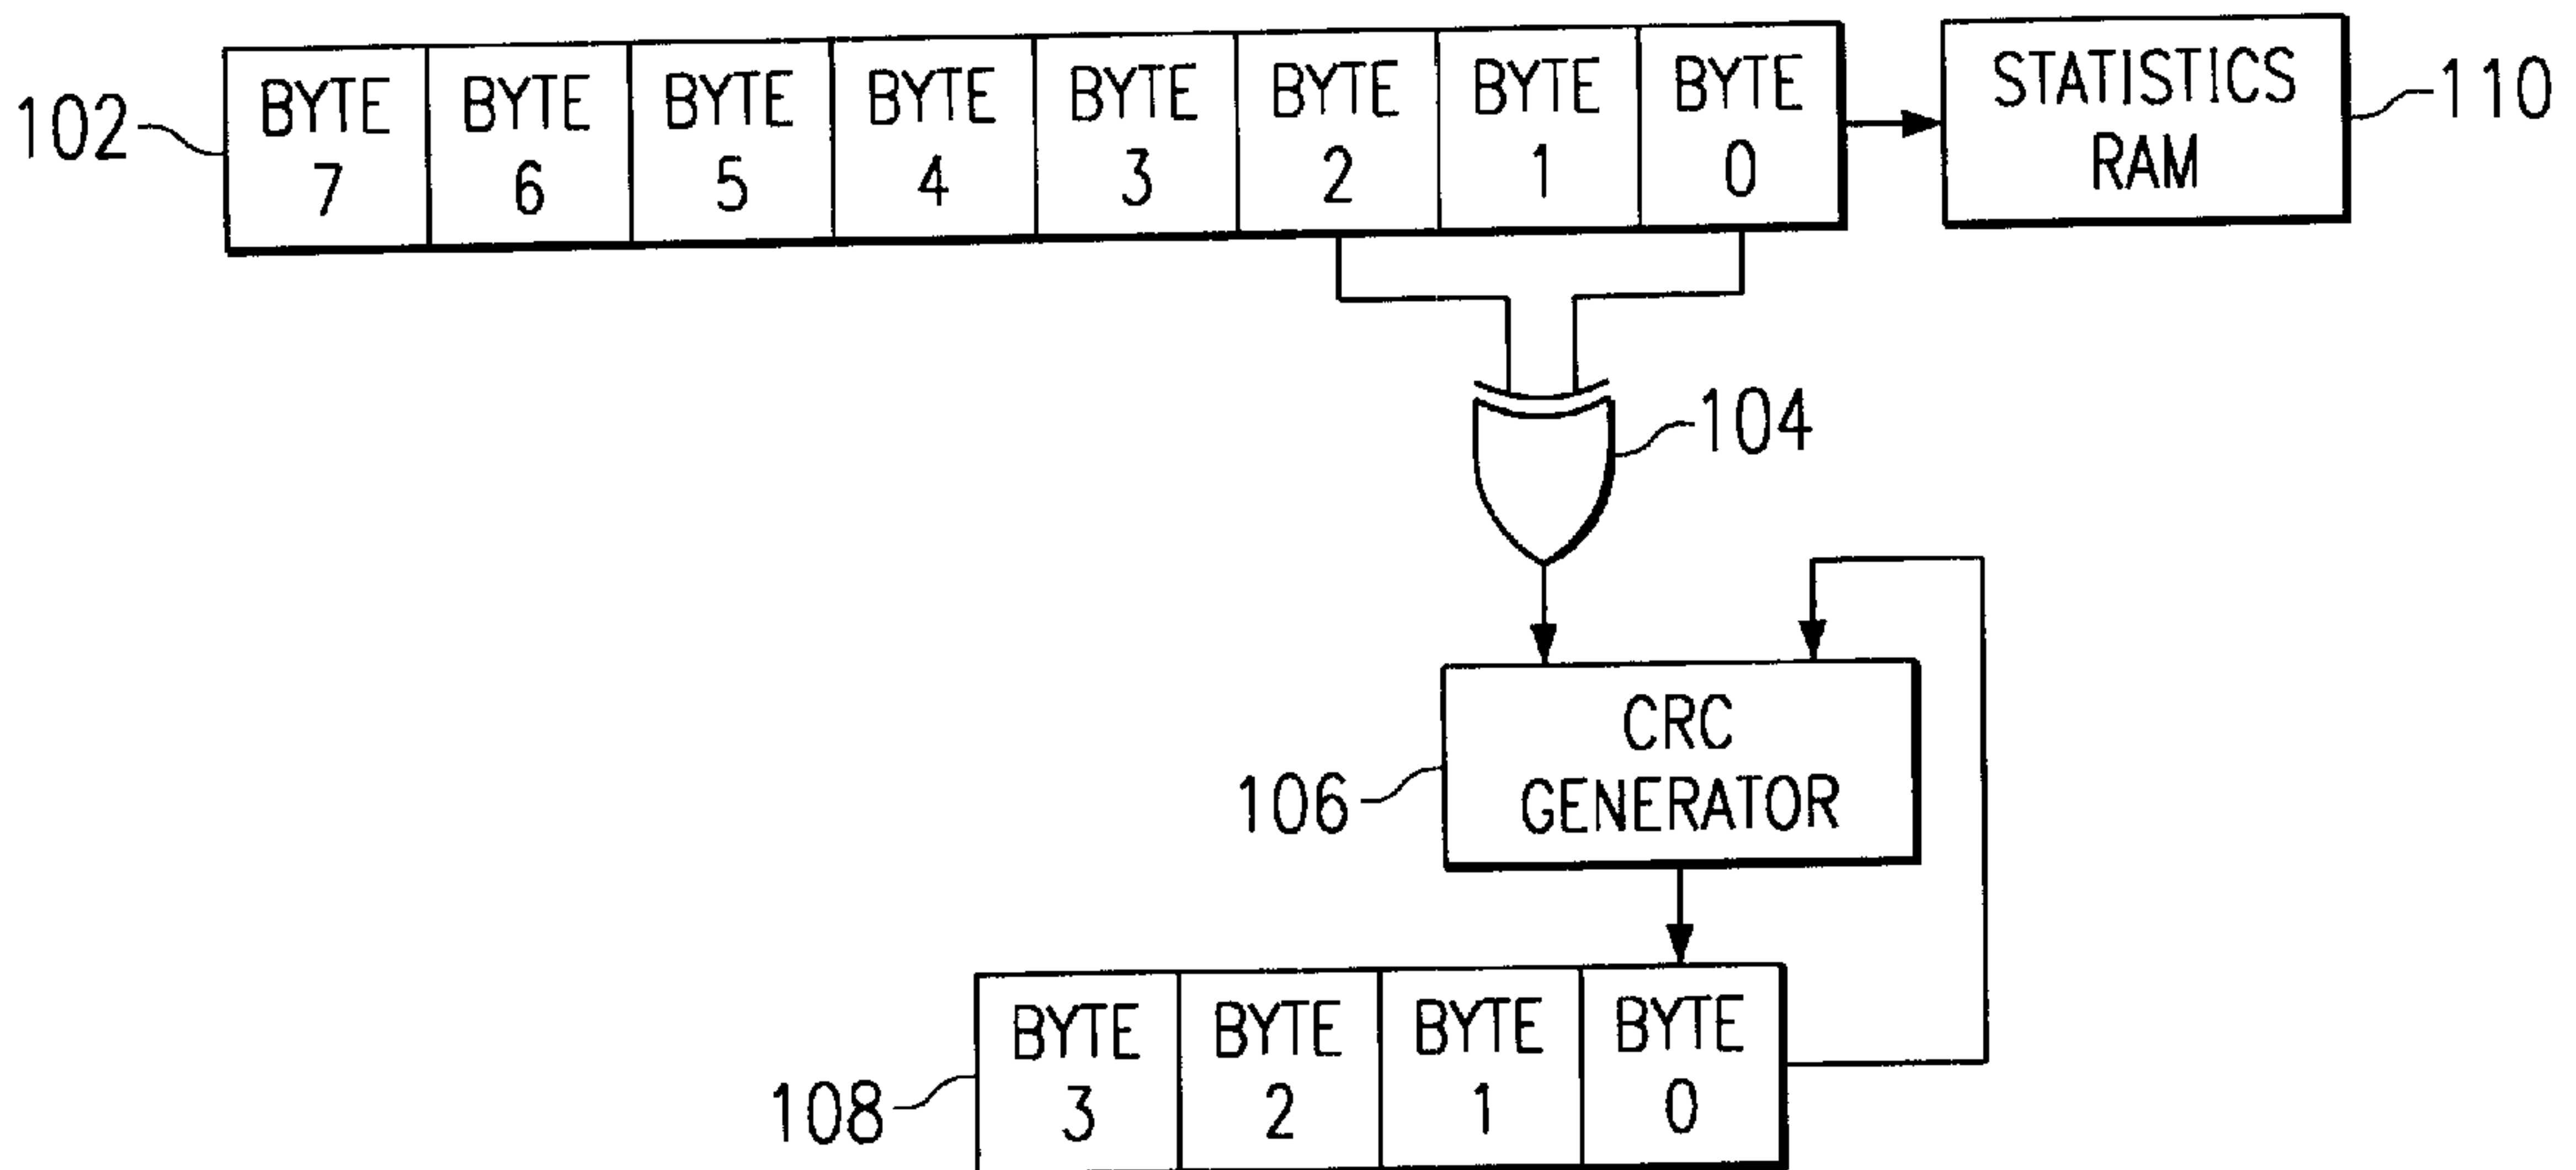 102
BYTE 7
BYTE 6
BYTE 5
BYTE 4
BYTE 3
BYTE 2
BYTE 1
BYTE 0
STATISTICS
RAM
110
104
CRC
GENERATOR
106
108
BYTE 3
BYTE 2
BYTE 1
BYTE 0